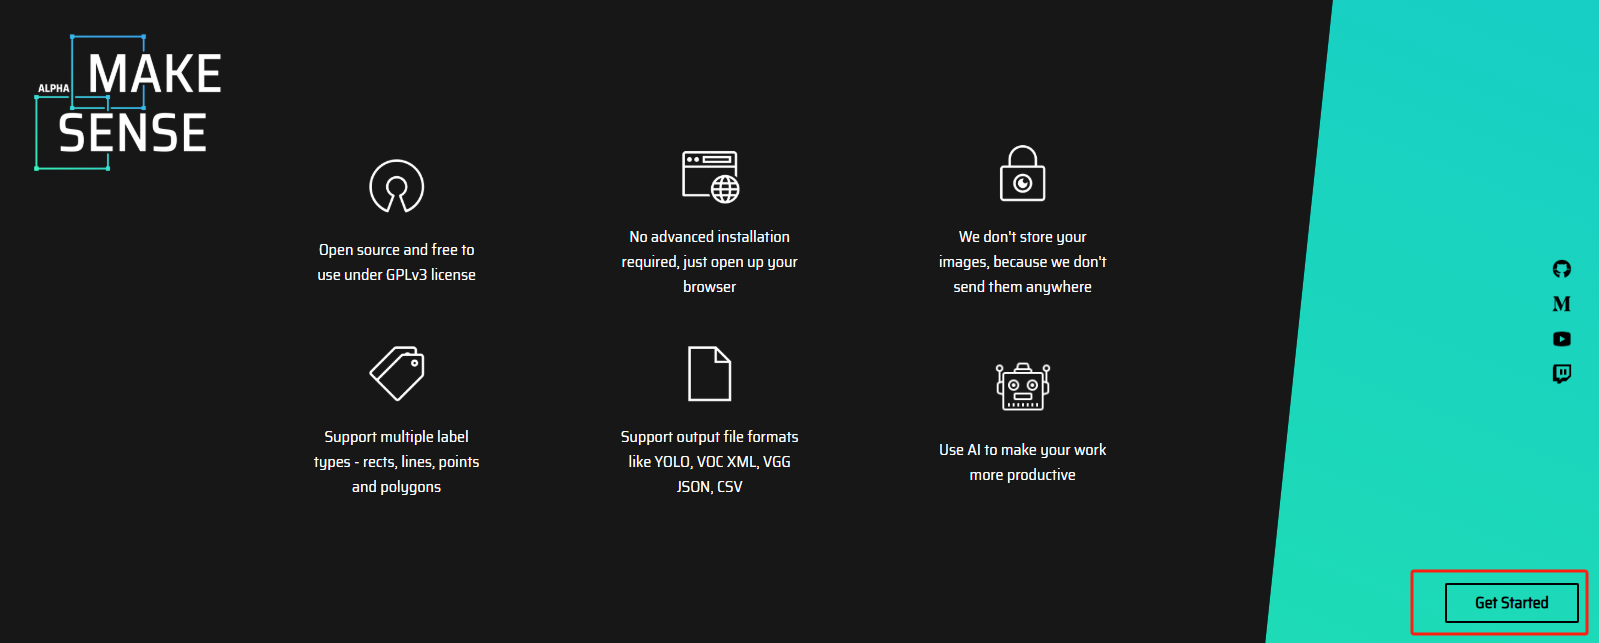 MAKE
ALPHA
SENSE
Open source and free to
use under GPLv3 license
No advanced installation
required, just open up your
browser
We don't store your
images, because we don't
send them anywhere
Support multiple label
types - rects, lines, points
and polygons
Support output file formats
like YOLO, VOC XML, VGG
JSON, CSV
Use AI to make your work
more productive
M
Get Started